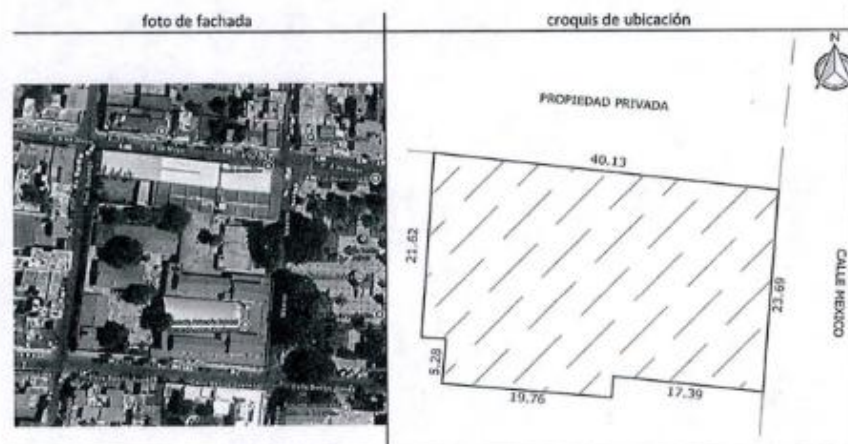 foto de fachada
croquis de ubicación
N
PROPIEDAD PRIVADA
40.13
21.62
23.69
CALLE MEXICO
5.28
19.76
17.39